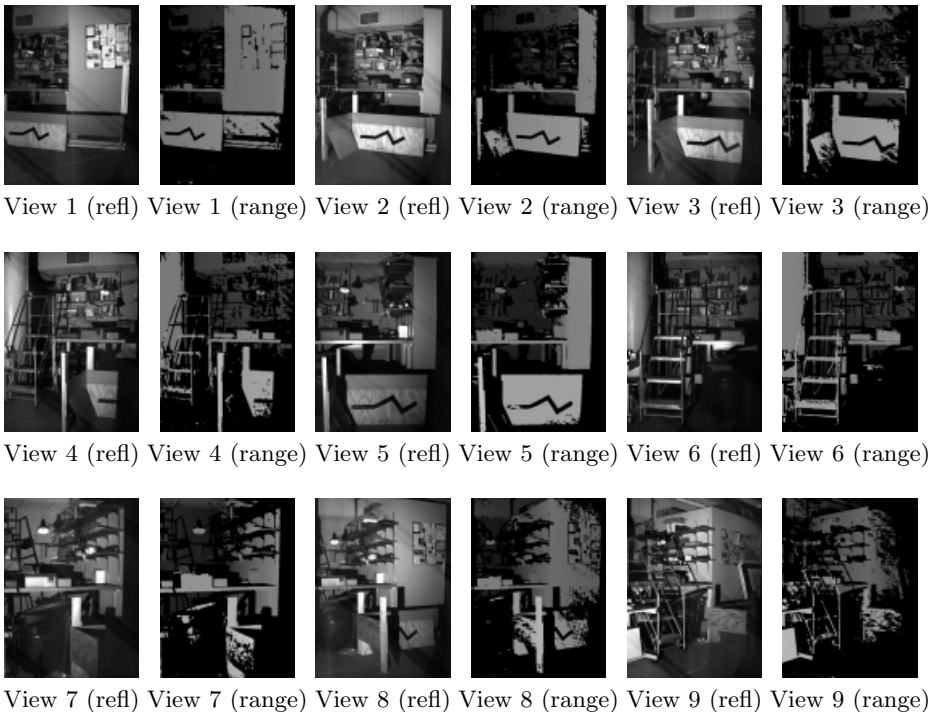 View 1 (refl) View 1 (range) View 2 (refl) View 2 (range) View 3 (refl) View 3 (range)
View 4 (refl) View 4 (range) View 5 (refl) View 5 (range) View 6 (refl) View 6 (range)
View 7 (refl) View 7 (range) View 8 (refl) View 8 (range) View 9 (refl) View 9 (range)